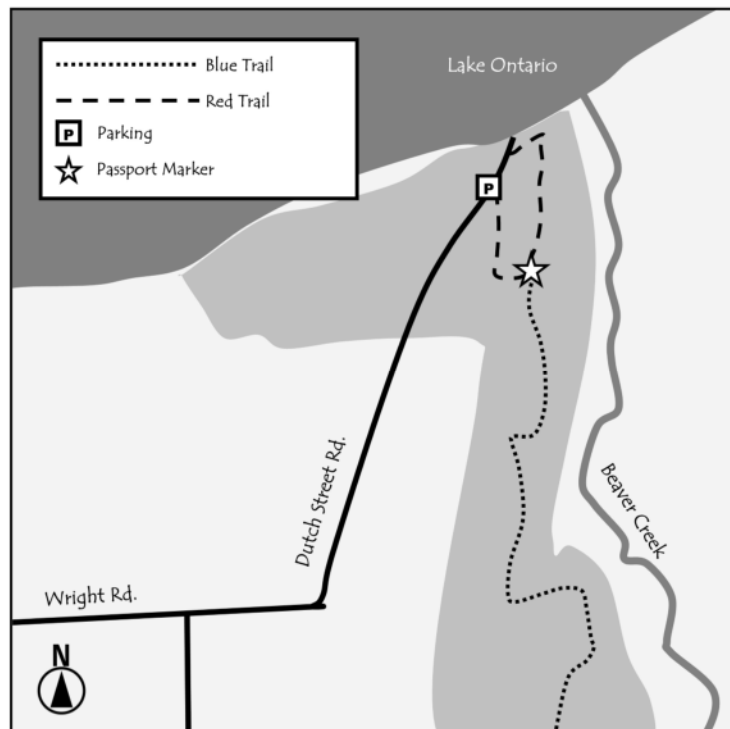 Lake Ontario
Blue Trail
Red Trail
P Parking
Passport Marker
P
Dutch Street Rd.
Beaver Creek
Wright Rd.
N